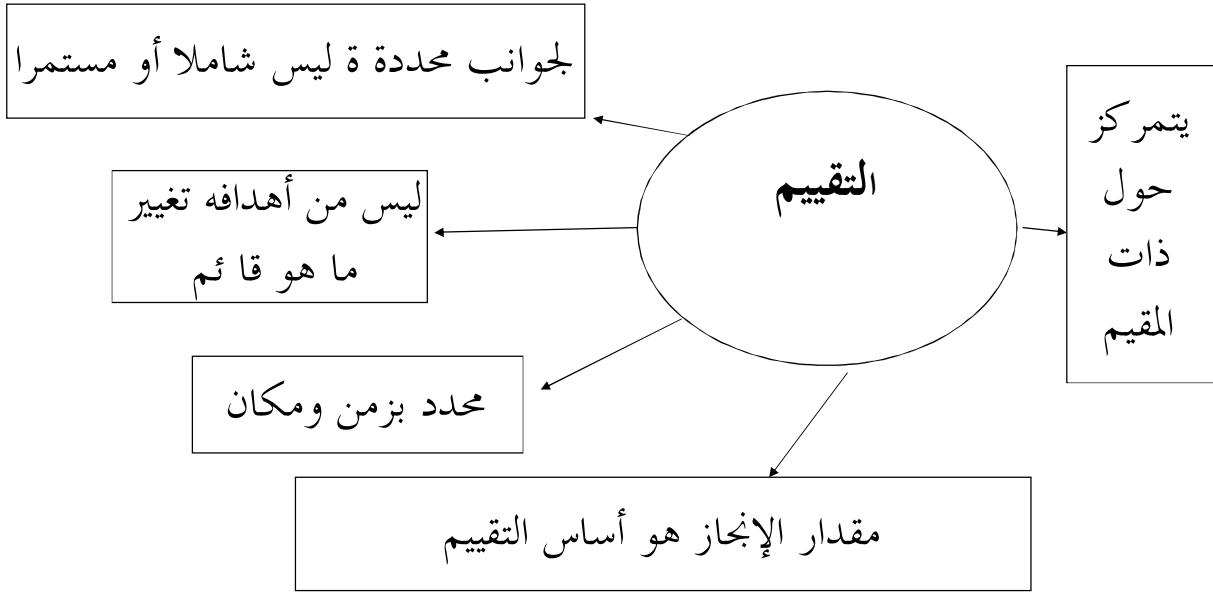 لجوانب محددة ة ليس شاملا أو مستمرا
يتمركز
حول
ذات
المقيم
التقييم
ليس من أهدافه تغيير
ما هو قا ئم
محدد بزمن ومكان
مقدار الإنجاز هو أساس التقييم